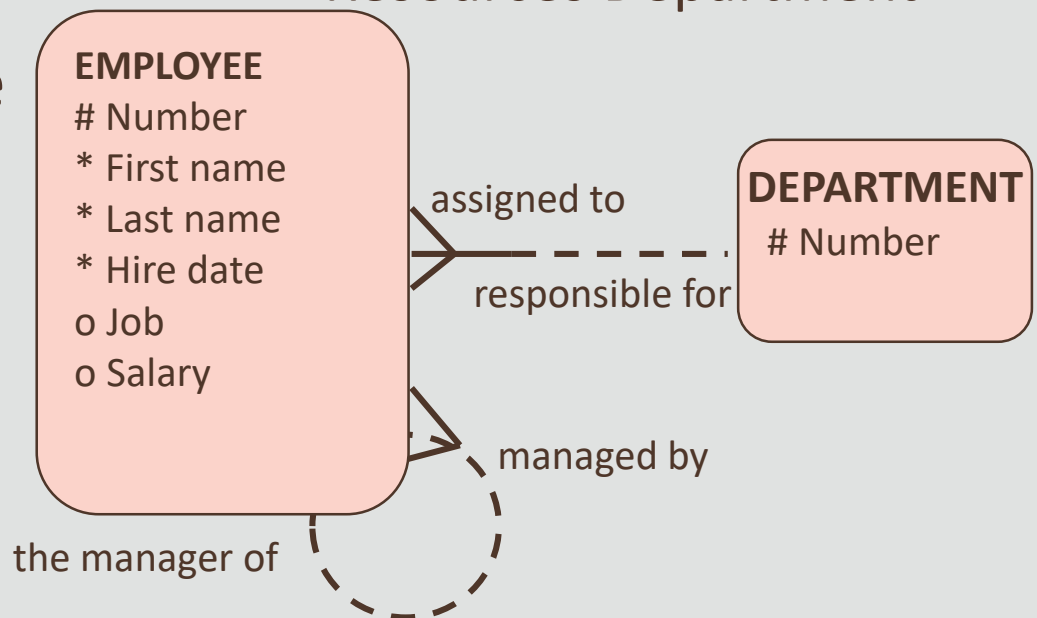 Department
EMPLOYEE
# Number
* First name
* Last name
* Hire date
o Job
o Salary
assigned to
responsible for
DEPARTMENT
# Number
managed by
the manager of